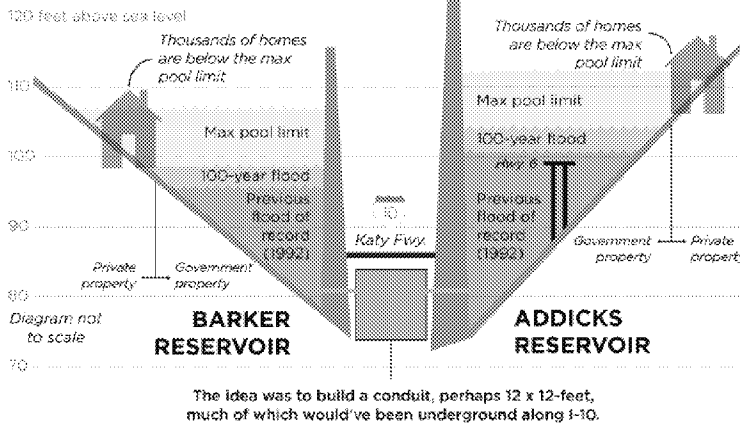 120 feet above sea level
Thousands of homes
are below the max
pool limit
Thousands of homes
are below the max
pool limit
110
Max pool limit
Max pool limit
100-year flood
100
Hwy. 6
100-year flood
Previous
flood of
record
(1992)
Previous
flood of
record
(1992)
10
90
Katy Fwy.
Government
property
Private
property
Private
property
Government
property
80
Diagram not
to scale
BARKER
RESERVOIR
ADDICKS
RESERVOIR
70
The idea was to build a conduit, perhaps 12 x 12-feet,
much of which would've been underground along I-10.